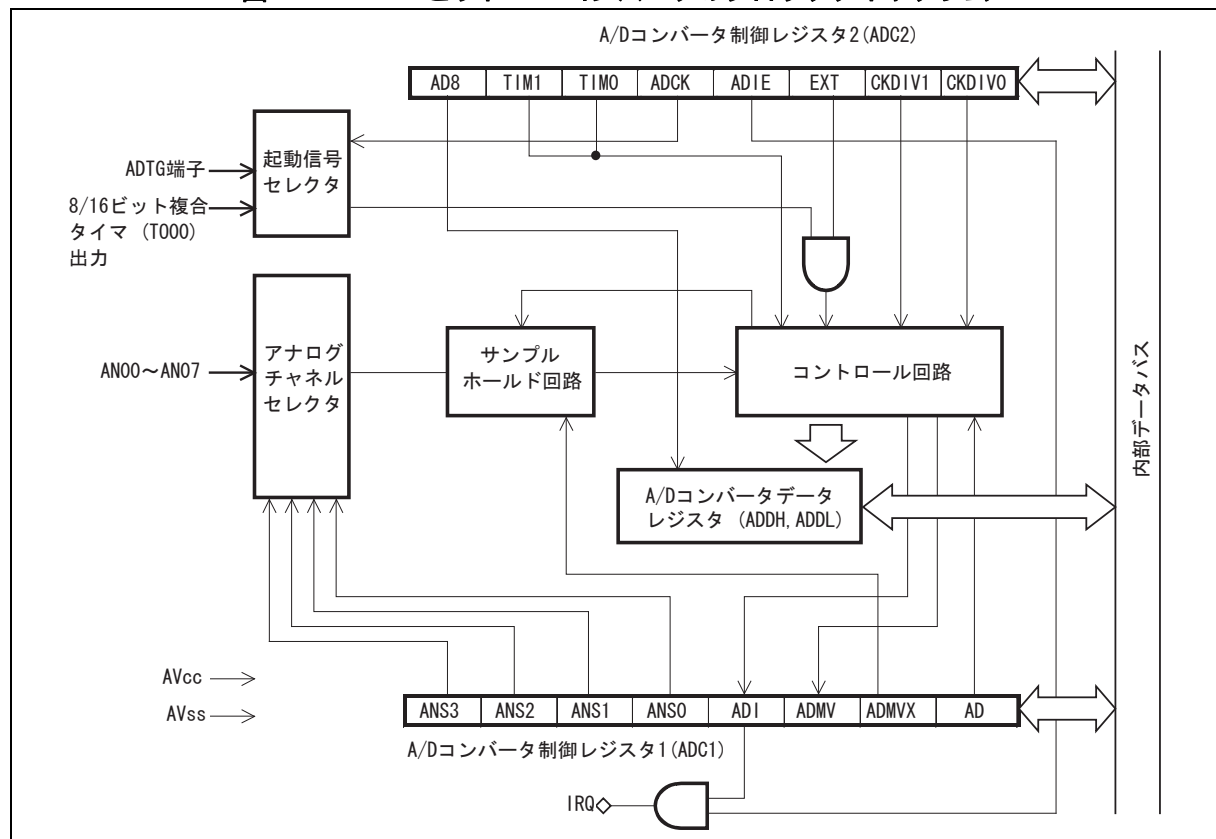 A/Dコンバータ制御レジスタ2(ADC2)
AD8 TIM1 TIM0 ADCK ADIE EXT CKDIV1 CKDIV0
起動信号
セレクタ
ADTG端子
8/16ビット複合
タイマ (TO00)
出力
アナログ
チャネル
セレクタ
AN00～AN07
サンプル
ホールド回路
コントロール回路
A/Dコンバータデータ
レジスタ (ADDH,ADDL)
内部データバス
AVcc
AVss
ANS3 ANS2 ANS1 ANS0 ADI ADMV ADMVX AD
A/Dコンバータ制御レジスタ1(ADC1)
IRQ